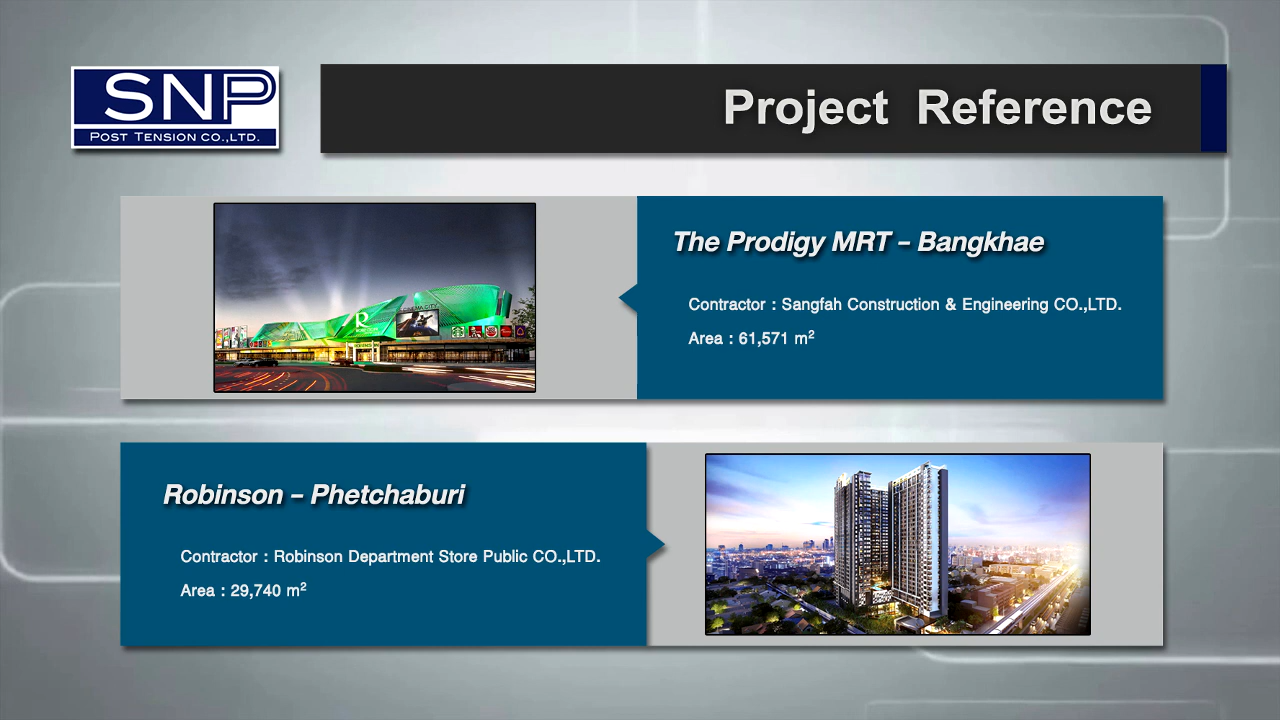 SNP
POST TENSION CO.,LTD.
Project Reference
The Prodigy MRT – Bangkhae
Contractor : Sangfah Construction & Engineering CO.,LTD.
Area : 61,571 m²
Robinson – Phetchaburi
Contractor : Robinson Department Store Public CO.,LTD.
Area : 29,740 m²